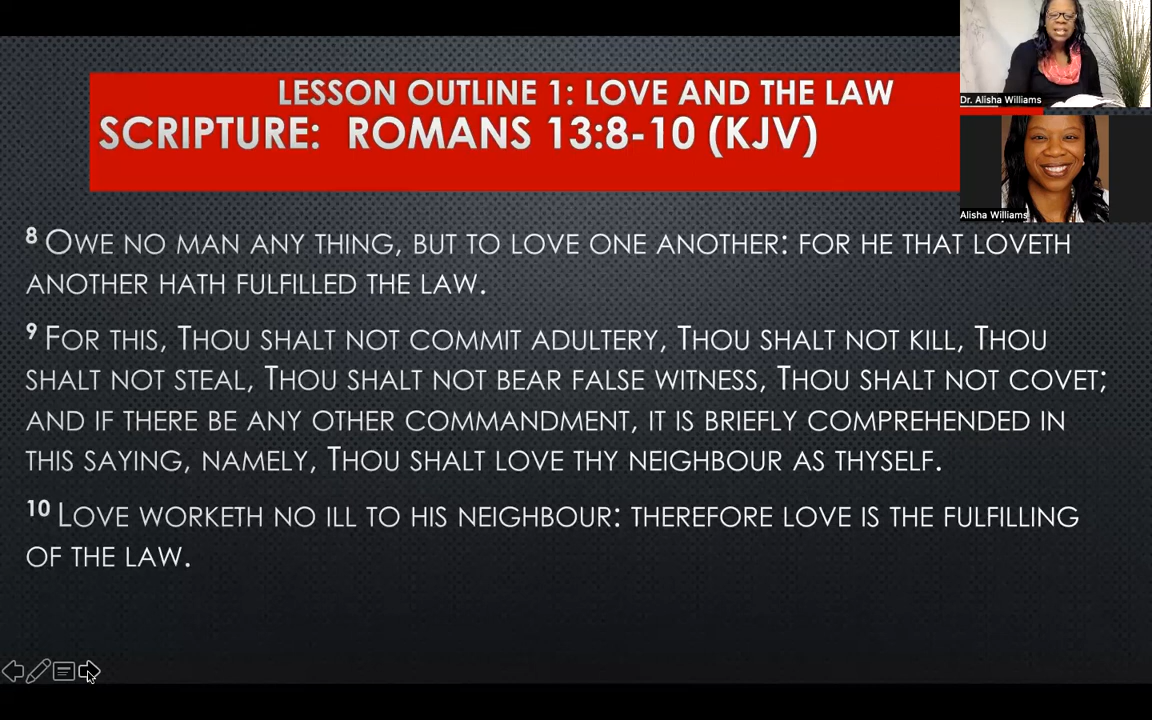 LESSON OUTLINE 1: LOVE AND THE LAW
SCRIPTURE: ROMANS 13:8-10 (KJV)
Dr. Alisha Williams
Alisha Williams
8 OWE NO MAN ANY THING, BUT TO LOVE ONE ANOTHER: FOR HE THAT LOVETH
ANOTHER HATH FULFILLED THE LAW.
9 FOR THIS, THOU SHALT NOT COMMIT ADULTERY, THOU SHALT NOT KILL, THOU
SHALT NOT STEAL, THOU SHALT NOT BEAR FALSE WITNESS, THOU SHALT NOT COVET;
AND IF THERE BE ANY OTHER COMMANDMENT, IT IS BRIEFLY COMPREHENDED IN
THIS SAYING, NAMELY, THOU SHALT LOVE THY NEIGHBOUR AS THYSELF.
10 LOVE WORKETH NO ILL TO HIS NEIGHBOUR: THEREFORE LOVE IS THE FULFILLING
OF THE LAW.